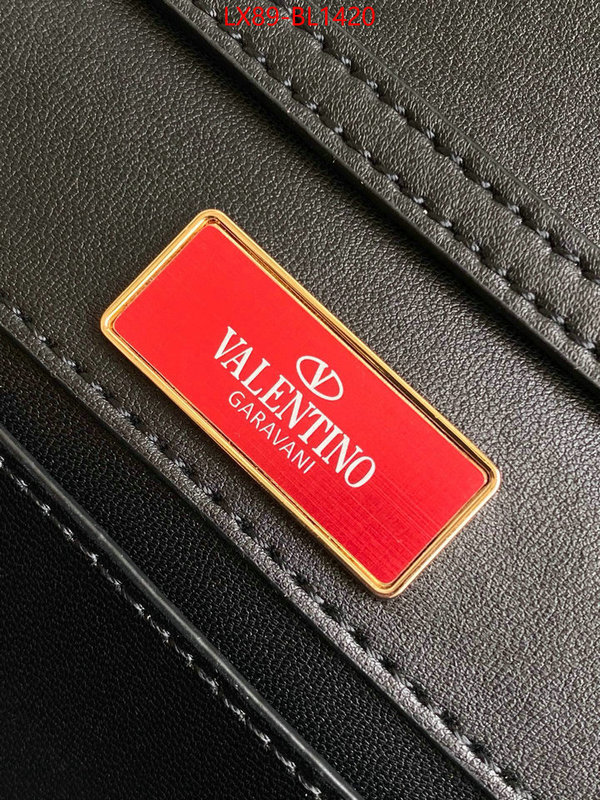 LX89-BL1420
V
VALENTINO
GARAVANI